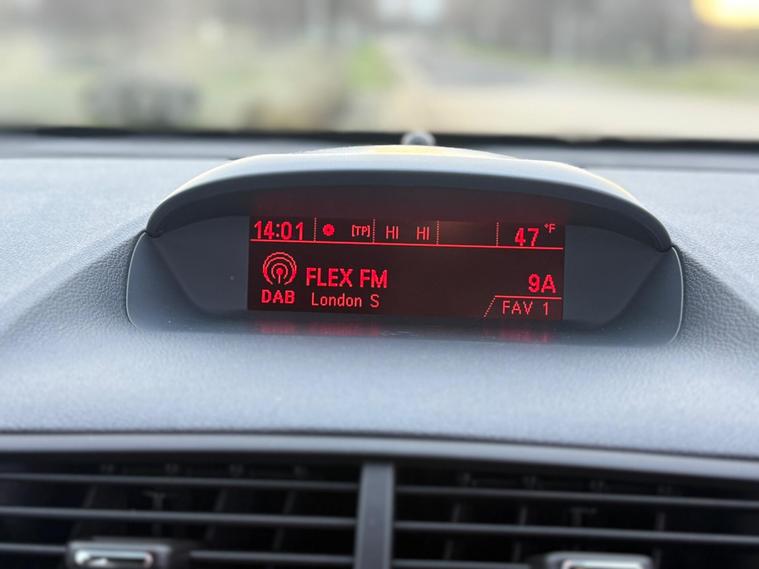 14:01 [TP] HI HI 47 °F
FLEX FM 9A
DAB London S FAV 1